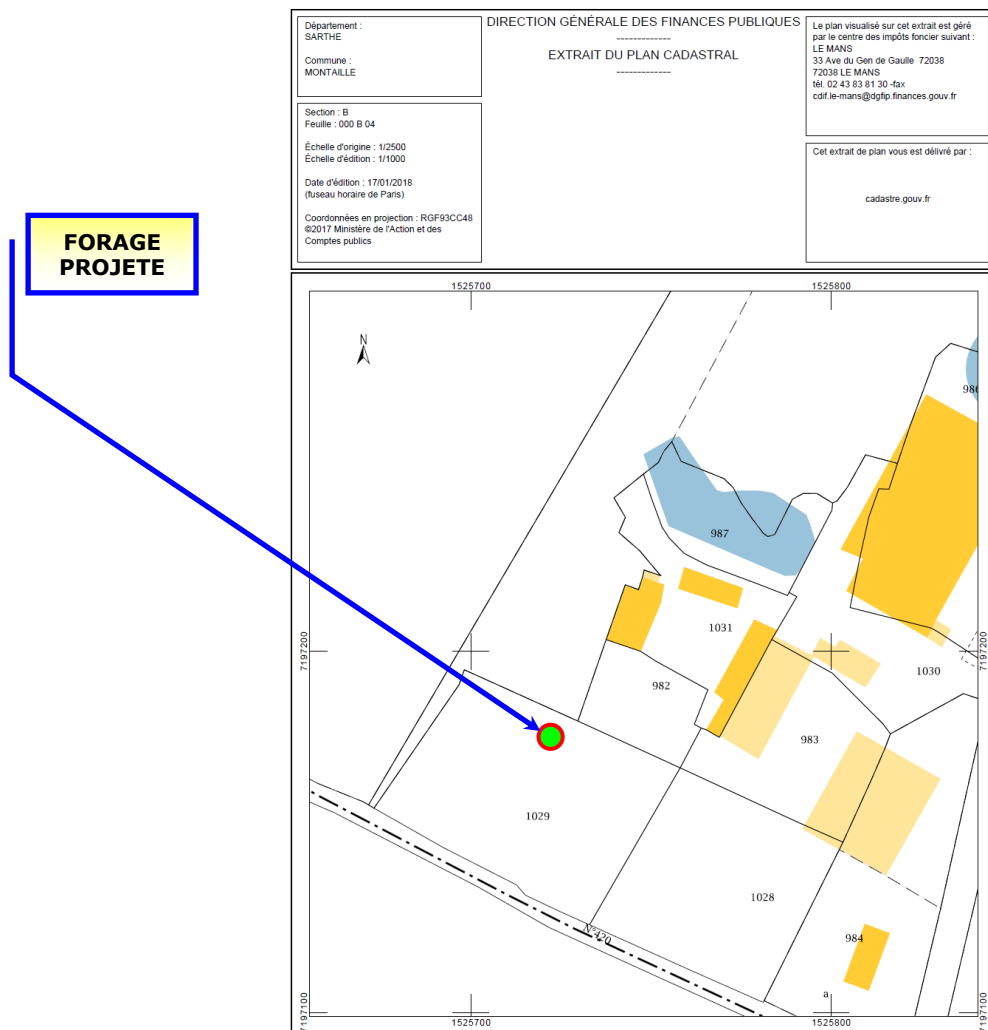 Département :
SARTHE
Commune :
MONTAILLE
Section : B
Feuille : 000 B 04
Échelle d'origine : 1/2500
Échelle d'édition : 1/1000
Date d'édition : 17/01/2018
(fuseau horaire de Paris)
Coordonnées en projection : RGF93CC48
©2017 Ministère de l'Action et des
Comptes publics
DIRECTION GÉNÉRALE DES FINANCES PUBLIQUES
-------------
EXTRAIT DU PLAN CADASTRAL
-------------
Le plan visualisé sur cet extrait est géré
par le centre des impôts foncier suivant :
LE MANS
33 Ave du Gen de Gaulle 72038
72038 LE MANS
tél. 02 43 83 81 30 -fax
cdif.le-mans@dgfip.finances.gouv.fr
Cet extrait de plan vous est délivré par :
cadastre.gouv.fr
FORAGE
PROJETE
1525700
1525800
N
986
987
1031
7197200
7197200
982
1030
983
1029
1028
N°420
984
a
7197100
7197100
1525700
1525800